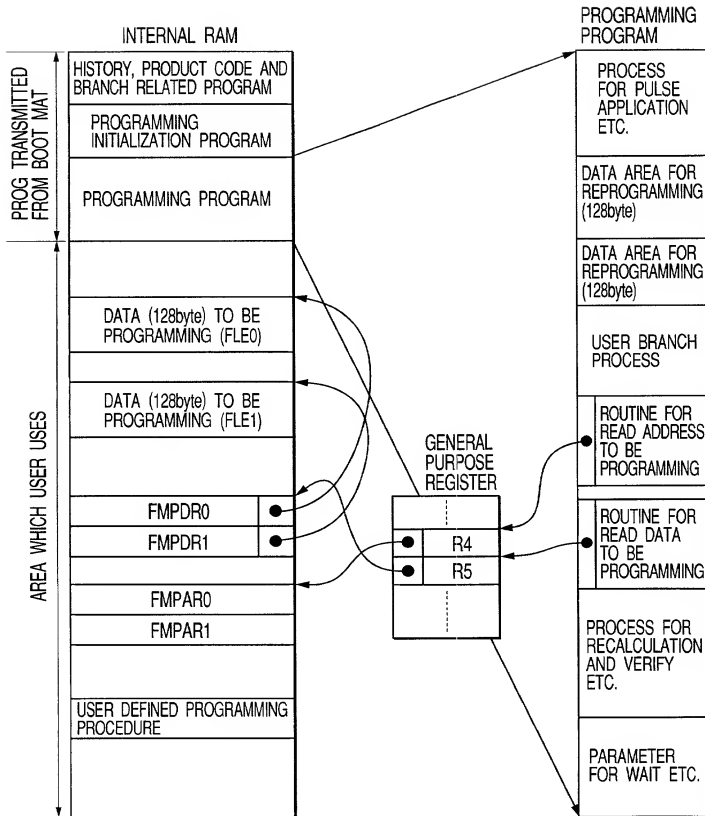 INTERNAL RAM
HISTORY, PRODUCT CODE AND
BRANCH RELATED PROGRAM
PROGRAMMING
INITIALIZATION PROGRAM
PROGRAMMING PROGRAM
PROG TRANSMITTED
FROM BOOT MAT
DATA (128byte) TO BE
PROGRAMMING (FLE0)
DATA (128byte) TO BE
PROGRAMMING (FLE1)
FMPDR0
FMPDR1
FMPAR0
FMPAR1
USER DEFINED PROGRAMMING
PROCEDURE
AREA WHICH USER USES
GENERAL
PURPOSE
REGISTER
R4
R5
PROGRAMMING
PROGRAM
PROCESS
FOR PULSE
APPLICATION
ETC.
DATA AREA FOR
REPROGRAMMING
(128byte)
DATA AREA FOR
REPROGRAMMING
(128byte)
USER BRANCH
PROCESS
ROUTINE FOR
READ ADDRESS
TO BE
PROGRAMMING
ROUTINE FOR
READ DATA
TO BE
PROGRAMMING
PROCESS FOR
RECALCULATION
AND VERIFY
ETC.
PARAMETER
FOR WAIT ETC.